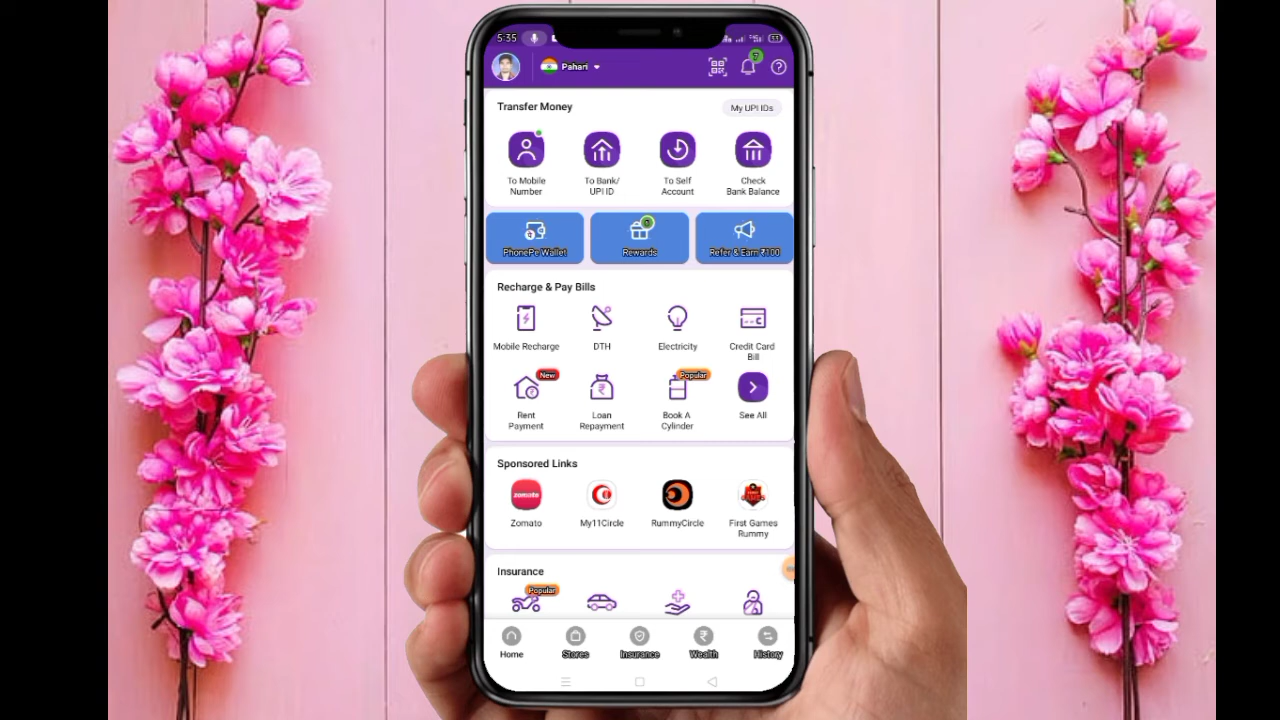 5:35
Pahari
Transfer Money
My UPI IDs
To Mobile
Number
To Bank/
UPI ID
To Self
Account
Check
Bank Balance
PhonePe Wallet
Rewards
Refer & Earn ₹100
Recharge & Pay Bills
Mobile Recharge
DTH
Electricity
Credit Card
Bill
New
Rent
Payment
Loan
Repayment
Popular
Book A
Cylinder
See All
Sponsored Links
zomato
Zomato
My11Circle
RummyCircle
First Games
Rummy
Insurance
Popular
Home
Stores
Insurance
Wealth
History